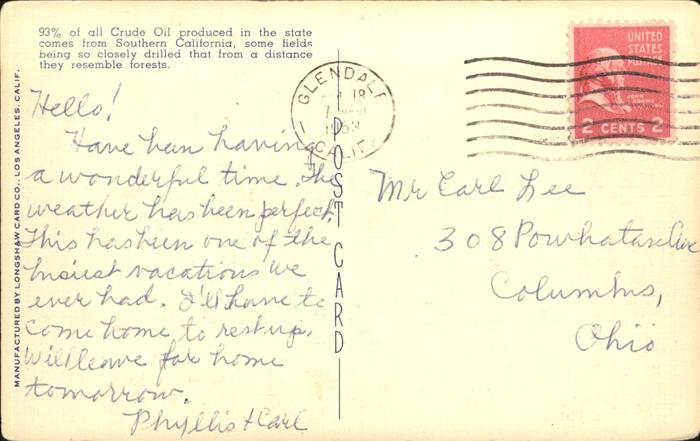 93% of all Crude Oil produced in the state
comes from Southern California, some fields
being so closely drilled that from a distance
they resemble forests.
MANUFACTURED BY LONGSHAW CARD CO., LOS ANGELES, CALIF.
Hello!
Have been having
a wonderful time. The
weather has been perfect.
This has been one of the
busiest vacations we
ever had. I'll have to
come home to rest up.
Will leave for home
tomorrow.
Phyllis + Carl
POST CARD
GLENDALE
18
CALIF.
UNITED
STATES
POSTAGE
JOHN
ADAMS
2 CENTS 2
Mr Carl Lee
308 Powhatan Ave
Columbus,
Ohio